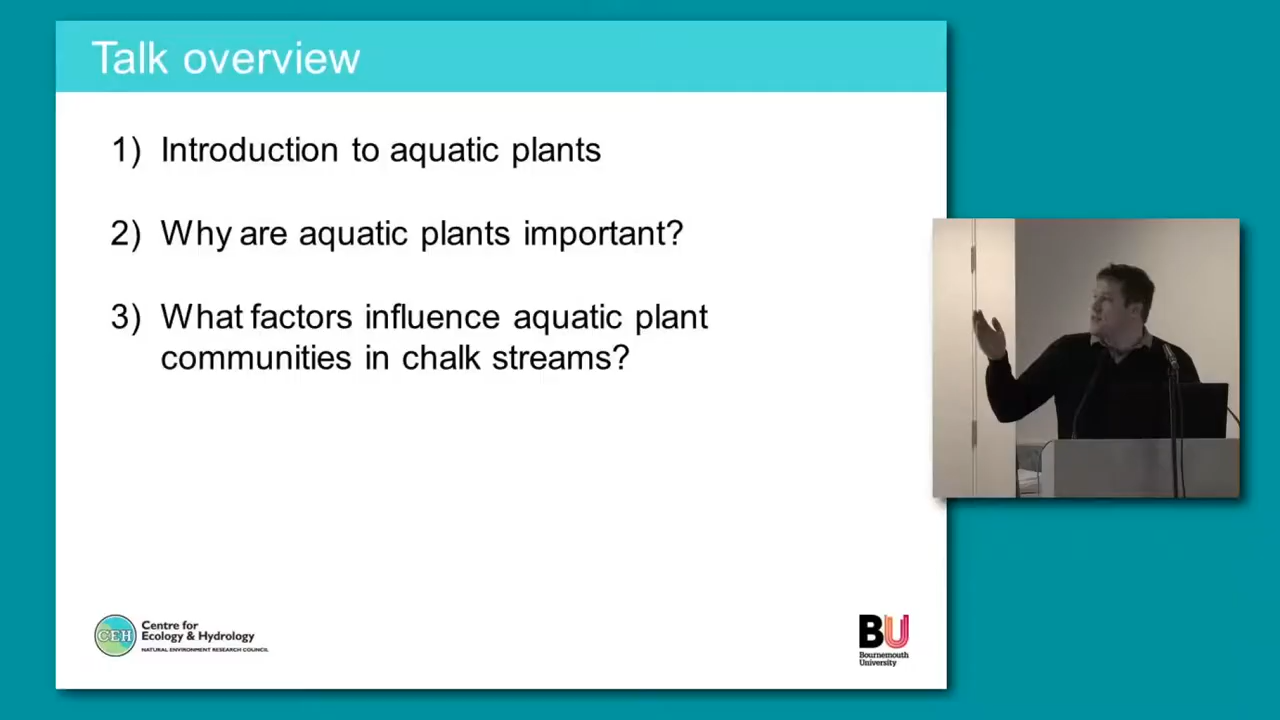 Talk overview
1) Introduction to aquatic plants
2) Why are aquatic plants important?
3) What factors influence aquatic plant
communities in chalk streams?
CEH
Centre for
Ecology & Hydrology
NATURAL ENVIRONMENT RESEARCH COUNCIL
BU
Bournemouth
University